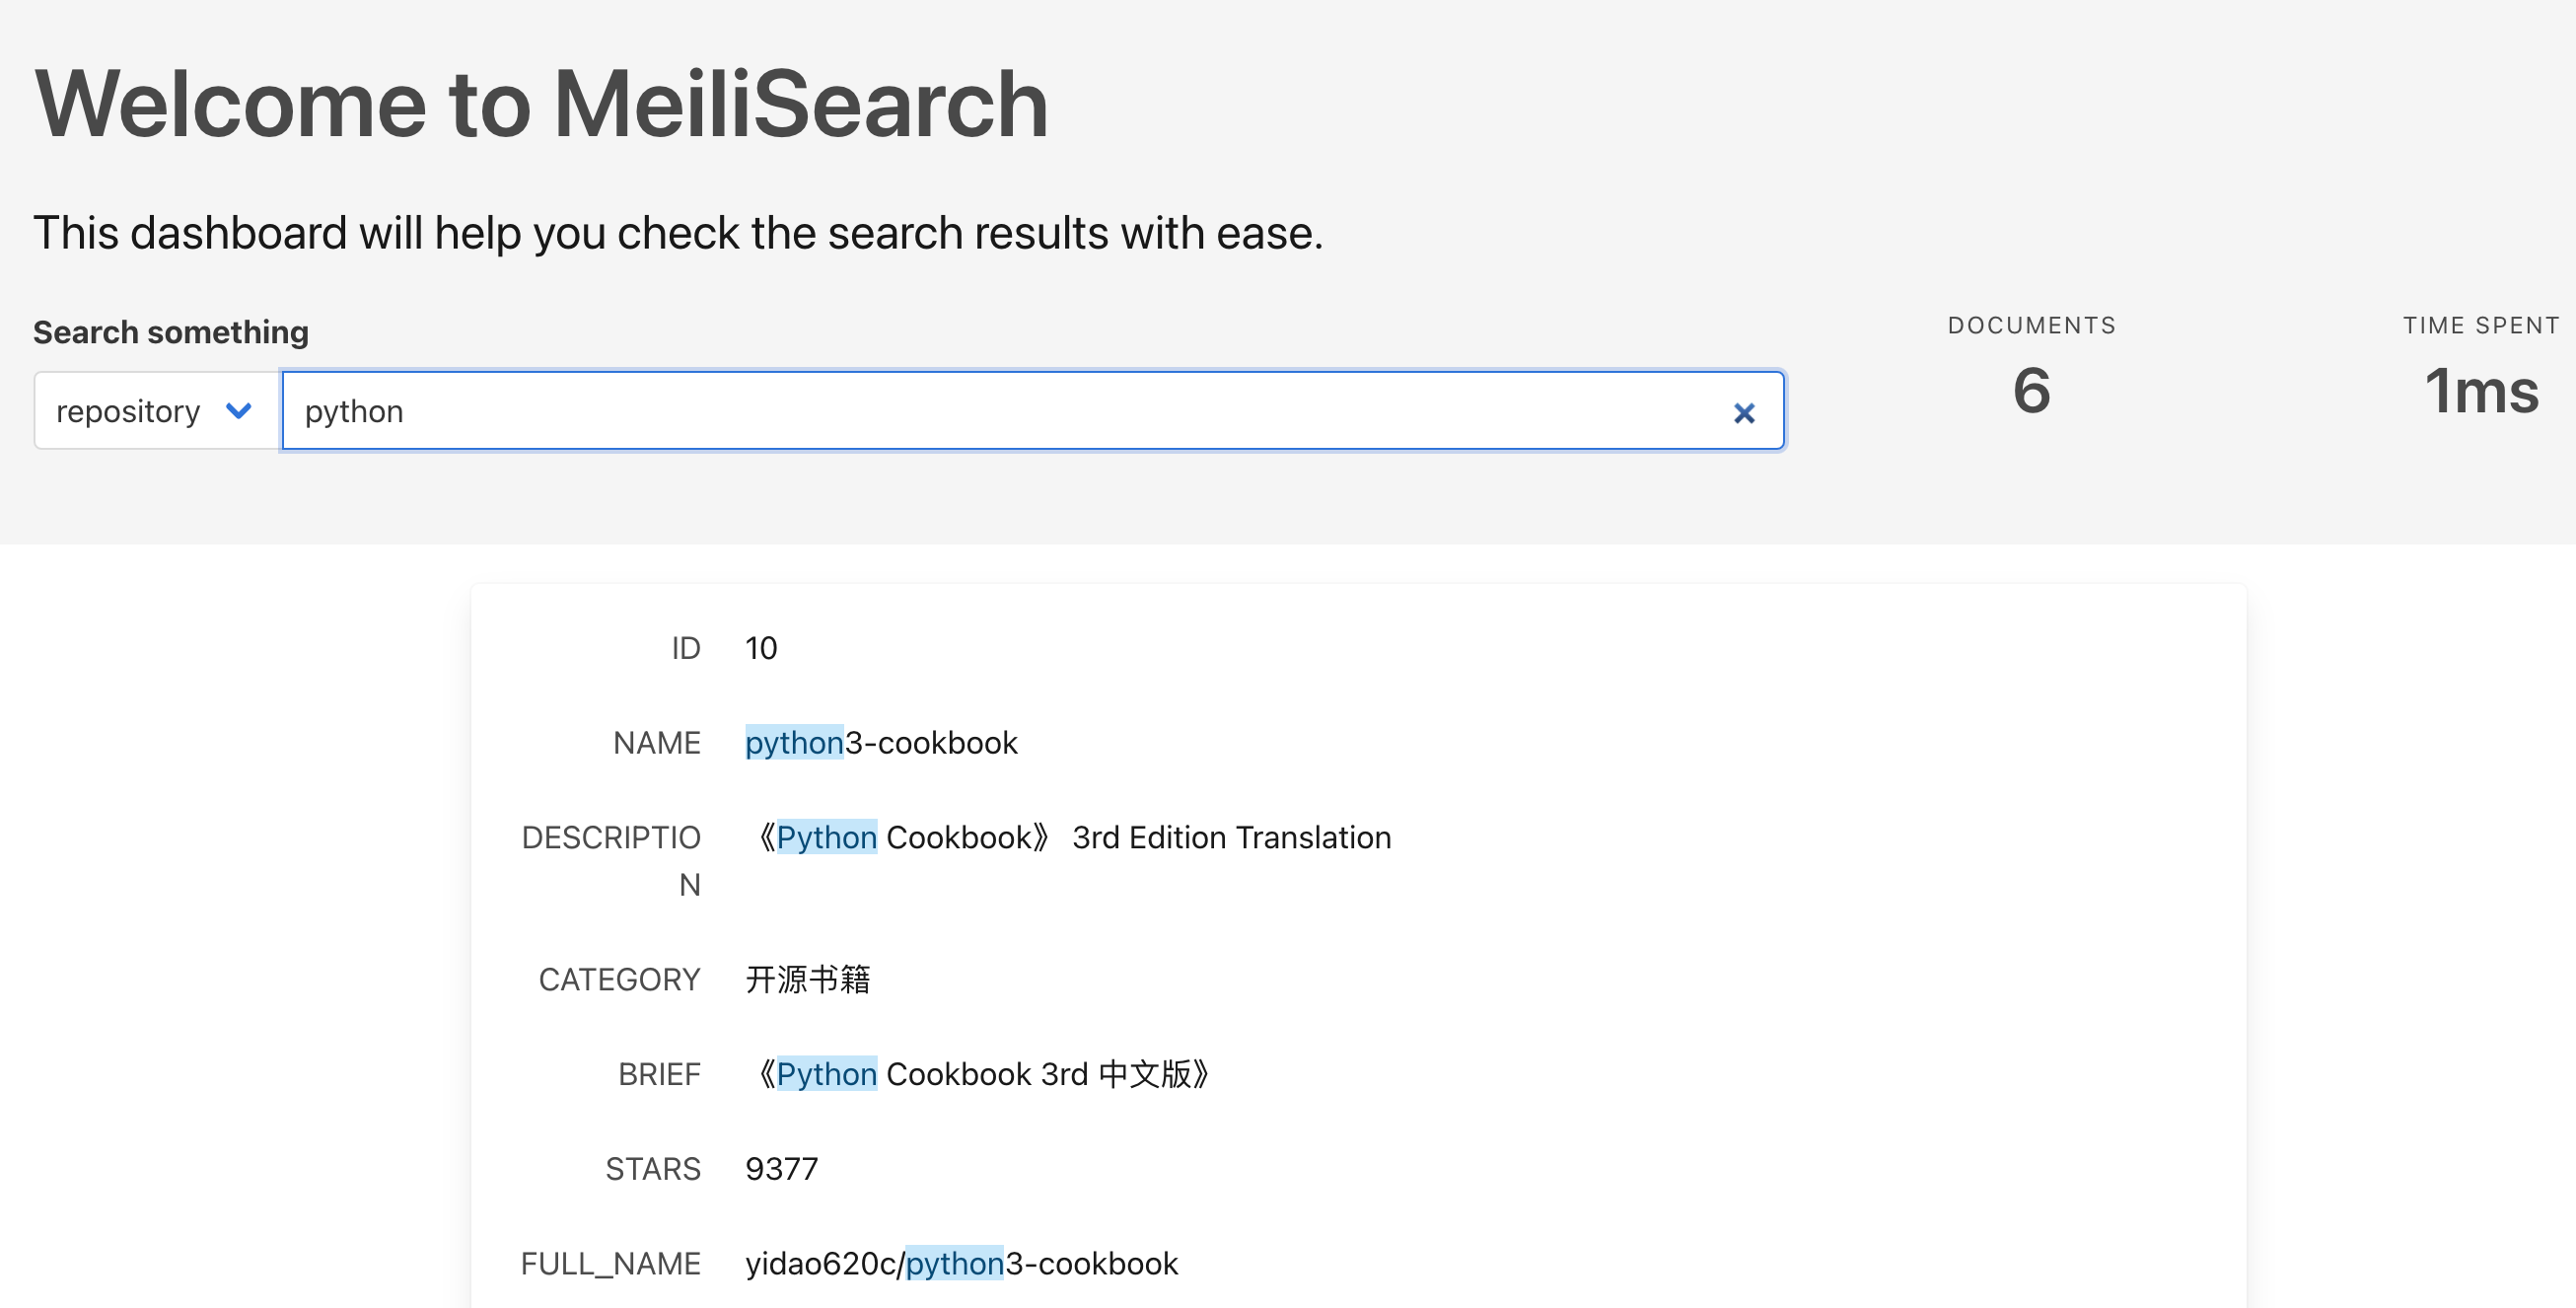 Welcome to MeiliSearch
This dashboard will help you check the search results with ease.
Search something
DOCUMENTS
TIME SPENT
repository
python
6
1ms
ID 10
NAME python3-cookbook
DESCRIPTIO 《Python Cookbook》 3rd Edition Translation
N
CATEGORY 开源书籍
BRIEF 《Python Cookbook 3rd 中文版》
STARS 9377
FULL_NAME yidao620c/python3-cookbook